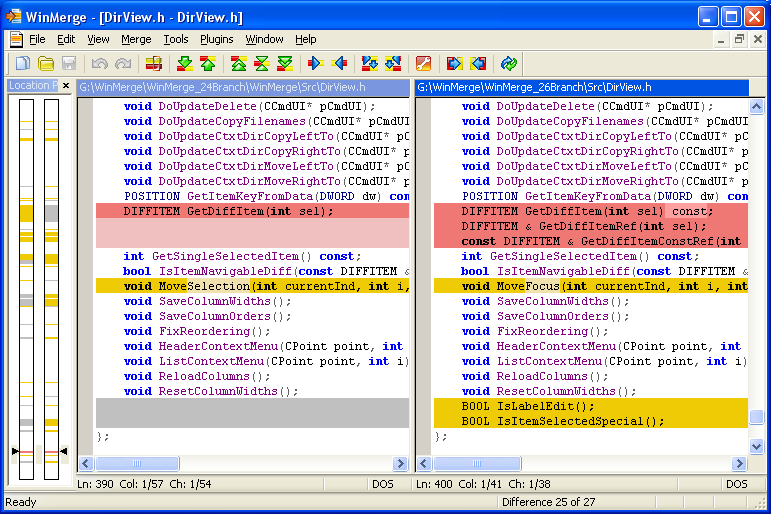 WinMerge - [DirView.h - DirView.h]
File Edit View Merge Tools Plugins Window Help
Location P
G:\WinMerge\WinMerge_24Branch\WinMerge\Src\DirView.h
void DoUpdateDelete(CCmdUI* pCmdUI);
void DoUpdateCopyFilenames(CCmdUI* pCmdUI
void DoUpdateCtxtDirCopyLeftTo(CCmdUI* pC
void DoUpdateCtxtDirCopyRightTo(CCmdUI* p
void DoUpdateCtxtDirMoveLeftTo(CCmdUI* pC
void DoUpdateCtxtDirMoveRightTo(CCmdUI* p
POSITION GetItemKeyFromData(DWORD dw) con
DIFFITEM GetDiffItem(int sel);
int GetSingleSelectedItem() const;
bool IsItemNavigableDiff(const DIFFITEM &
void MoveSelection(int currentInd, int i,
void SaveColumnWidths();
void SaveColumnOrders();
void FixReordering();
void HeaderContextMenu(CPoint point, int
void ListContextMenu(CPoint point, int i)
void ReloadColumns();
void ResetColumnWidths();
};
Ln: 390 Col: 1/57 Ch: 1/54
DOS
G:\WinMerge\WinMerge_26Branch\Src\DirView.h
void DoUpdateDelete(CCmdUI* pCmdUI);
void DoUpdateCopyFilenames(CCmdUI* pCmdUI
void DoUpdateCtxtDirCopyLeftTo(CCmdUI* pC
void DoUpdateCtxtDirCopyRightTo(CCmdUI* p
void DoUpdateCtxtDirMoveLeftTo(CCmdUI* pC
void DoUpdateCtxtDirMoveRightTo(CCmdUI* p
POSITION GetItemKeyFromData(DWORD dw) con
DIFFITEM GetDiffItem(int sel) const;
DIFFITEM & GetDiffItemRef(int sel);
const DIFFITEM & GetDiffItemConstRef(int
int GetSingleSelectedItem() const;
bool IsItemNavigableDiff(const DIFFITEM &
void MoveFocus(int currentInd, int i, int
void SaveColumnWidths();
void SaveColumnOrders();
void FixReordering();
void HeaderContextMenu(CPoint point, int
void ListContextMenu(CPoint point, int i)
void ReloadColumns();
void ResetColumnWidths();
BOOL IsLabelEdit();
BOOL IsItemSelectedSpecial();
};
Ln: 400 Col: 1/41 Ch: 1/38
DOS
Ready
Difference 25 of 27